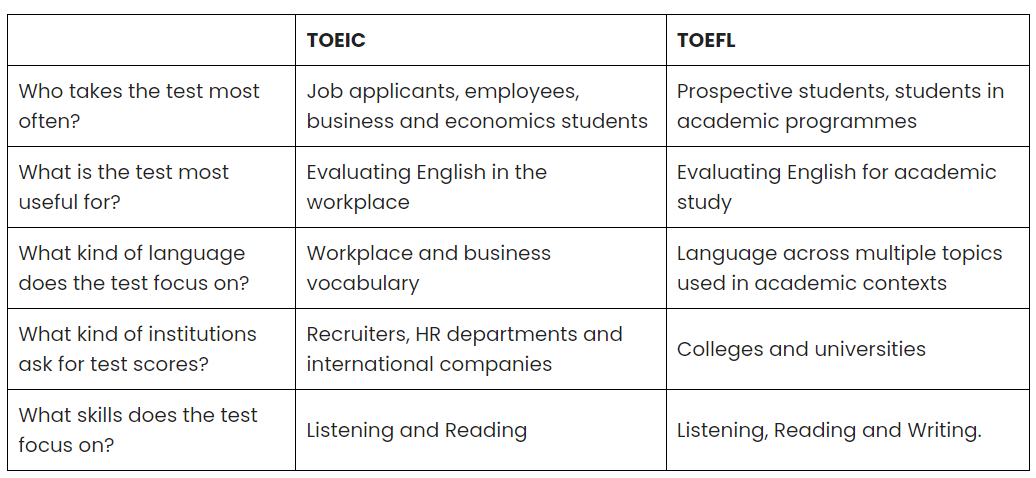 TOEIC
TOEFL
Who takes the test most
often?
Job applicants, employees,
business and economics students
Prospective students, students in
academic programmes
What is the test most
useful for?
Evaluating English in the
workplace
Evaluating English for academic
study
What kind of language
does the test focus on?
Workplace and business
vocabulary
Language across multiple topics
used in academic contexts
What kind of institutions
ask for test scores?
Recruiters, HR departments and
international companies
Colleges and universities
What skills does the test
focus on?
Listening and Reading
Listening, Reading and Writing.